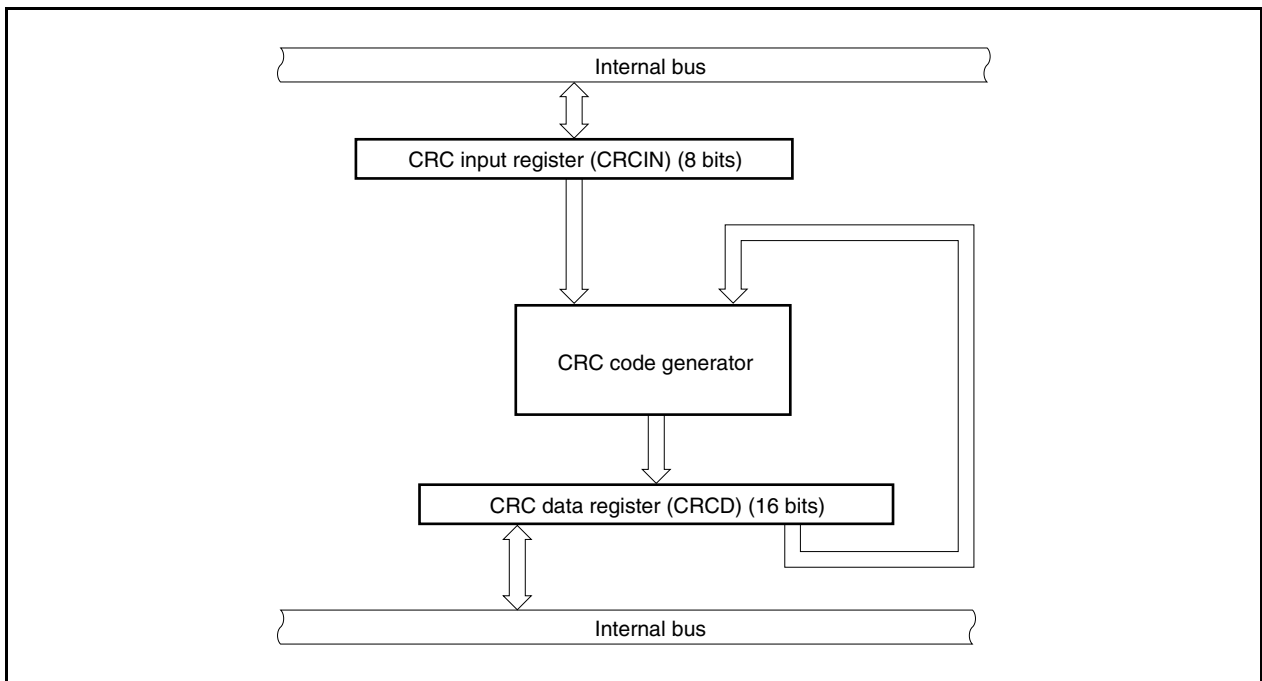 Internal bus
CRC input register (CRCIN) (8 bits)
CRC code generator
CRC data register (CRCD) (16 bits)
Internal bus